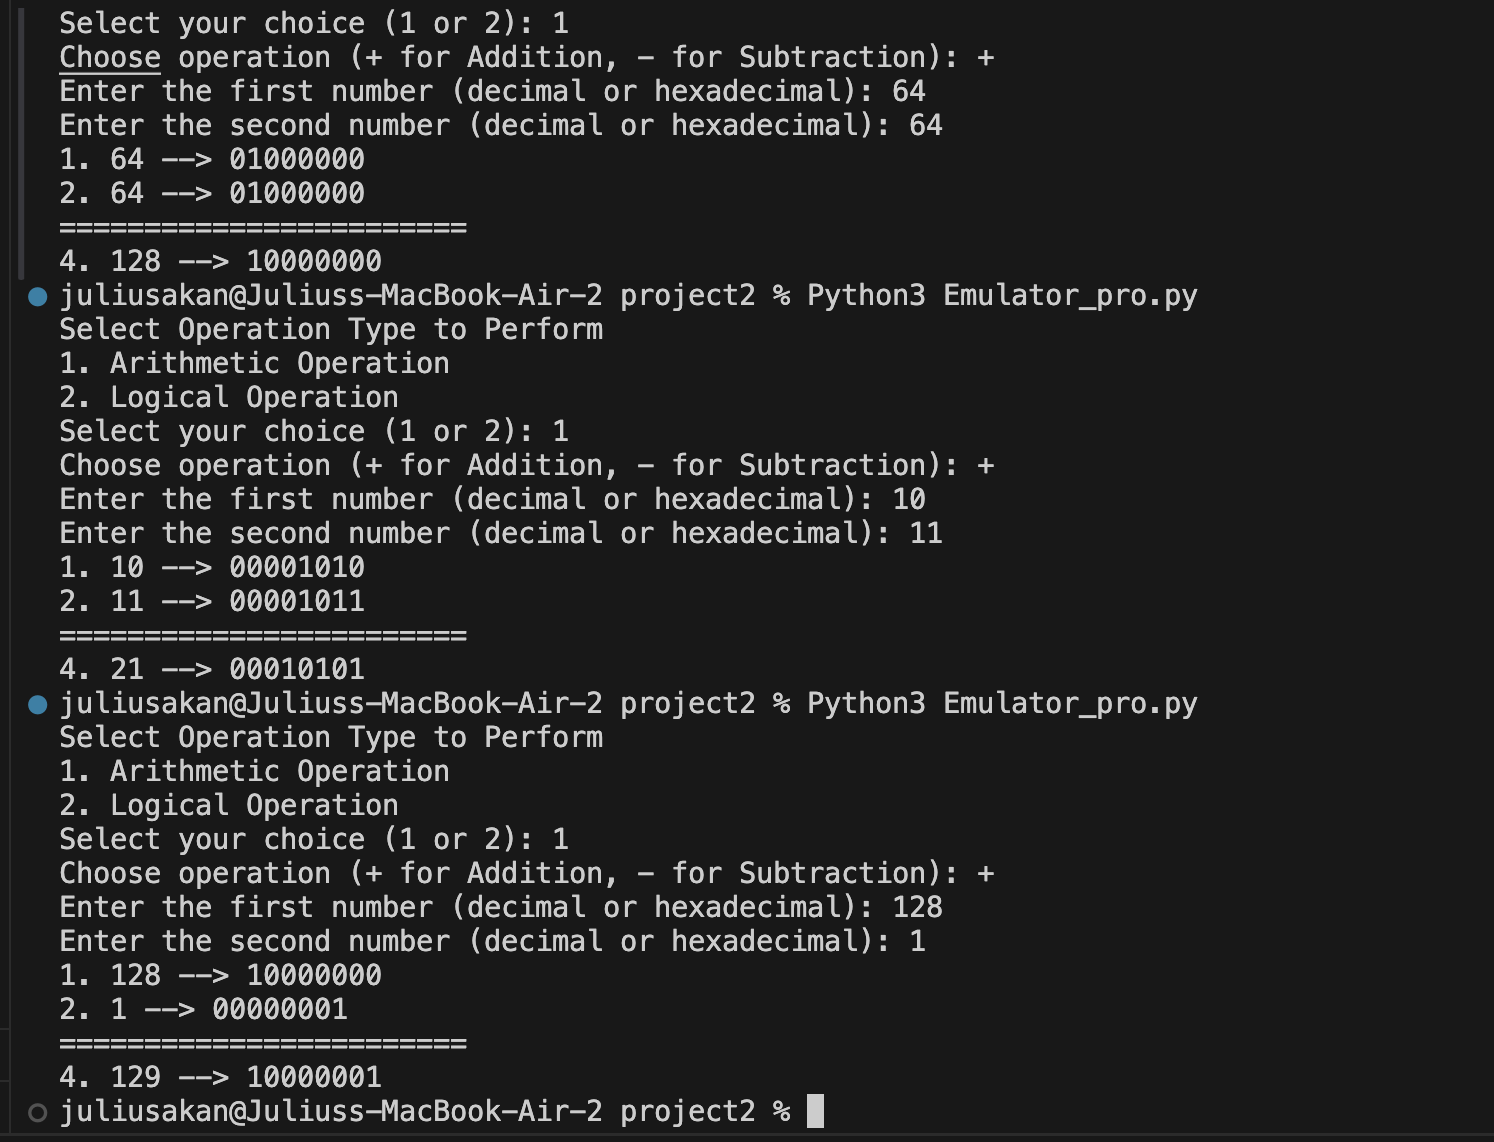 Select your choice (1 or 2): 1
Choose operation (+ for Addition, - for Subtraction): +
Enter the first number (decimal or hexadecimal): 64
Enter the second number (decimal or hexadecimal): 64
1. 64 --> 01000000
2. 64 --> 01000000
========================
4. 128 --> 10000000
juliusakan@Juliuss-MacBook-Air-2 project2 % Python3 Emulator_pro.py
Select Operation Type to Perform
1. Arithmetic Operation
2. Logical Operation
Select your choice (1 or 2): 1
Choose operation (+ for Addition, - for Subtraction): +
Enter the first number (decimal or hexadecimal): 10
Enter the second number (decimal or hexadecimal): 11
1. 10 --> 00001010
2. 11 --> 00001011
========================
4. 21 --> 00010101
juliusakan@Juliuss-MacBook-Air-2 project2 % Python3 Emulator_pro.py
Select Operation Type to Perform
1. Arithmetic Operation
2. Logical Operation
Select your choice (1 or 2): 1
Choose operation (+ for Addition, - for Subtraction): +
Enter the first number (decimal or hexadecimal): 128
Enter the second number (decimal or hexadecimal): 1
1. 128 --> 10000000
2. 1 --> 00000001
========================
4. 129 --> 10000001
juliusakan@Juliuss-MacBook-Air-2 project2 %